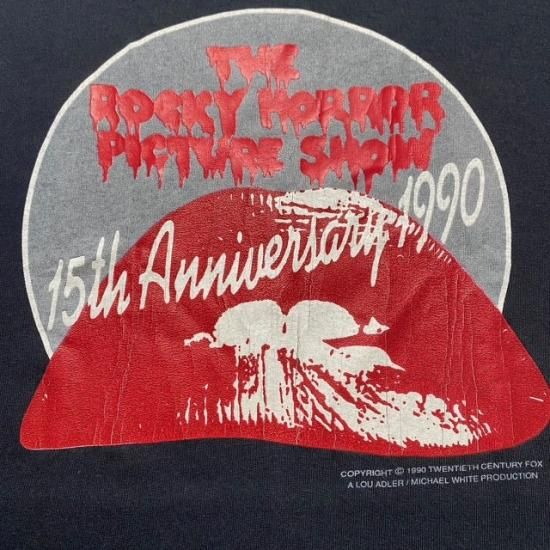 THE
ROCKY HORROR
PICTURE SHOW
15th Anniversary 1990
COPYRIGHT © 1990 TWENTIETH CENTURY FOX
A LOU ADLER / MICHAEL WHITE PRODUCTION